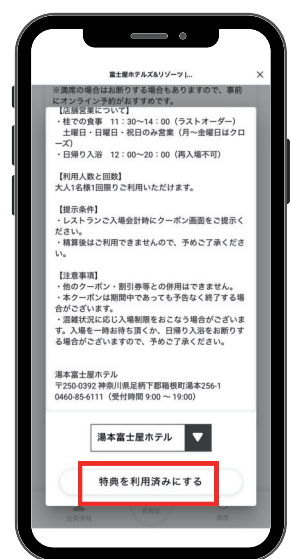 富士屋ホテルズ&リゾーツ |...
×
※満席の場合はお断りする場合もありますので、事前
にオンライン予約がおすすめです。
【店舗営業について】
・桂での食事 11：30〜14：00（ラストオーダー）
土曜日・日曜日・祝日のみ営業（月〜金曜日はクロ
ーズ）
・日帰り入浴 12：00〜20：00（再入場不可）
【利用人数と回数】
大人1名様1回限りご利用いただけます。
【提示条件】
・レストランご入場会計時にクーポン画面をご提示く
ださい。
・精算後はご利用できませんので、予めご了承くださ
い。
【注意事項】
・他のクーポン・割引券等との併用はできません。
・本クーポンは期間中であっても予告なく終了する場
合がございます。
・混雑状況に応じ入場制限をおこなう場合がございま
す。入場を一時お待ち頂くか、日帰り入浴をお断りす
る場合がございますので、予めご了承ください。
湯本富士屋ホテル
〒250-0392 神奈川県足柄下郡箱根町湯本256-1
0460-85-6111（受付時間 9:00 〜 19:00）
湯本富士屋ホテル ▼
特典を利用済みにする
会員情報
会員証
履歴